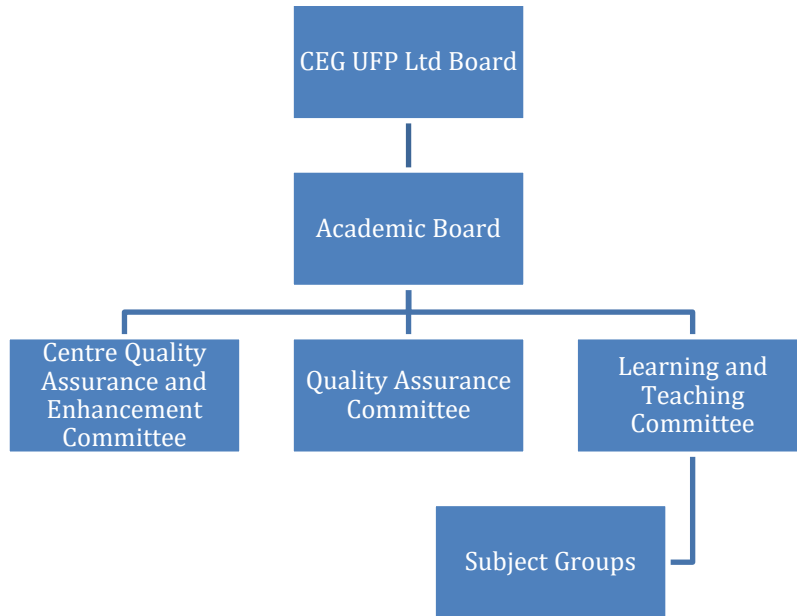 CEG UFP Ltd Board
Academic Board
Centre Quality
Assurance and
Enhancement
Committee
Quality Assurance
Committee
Learning and
Teaching
Committee
Subject Groups